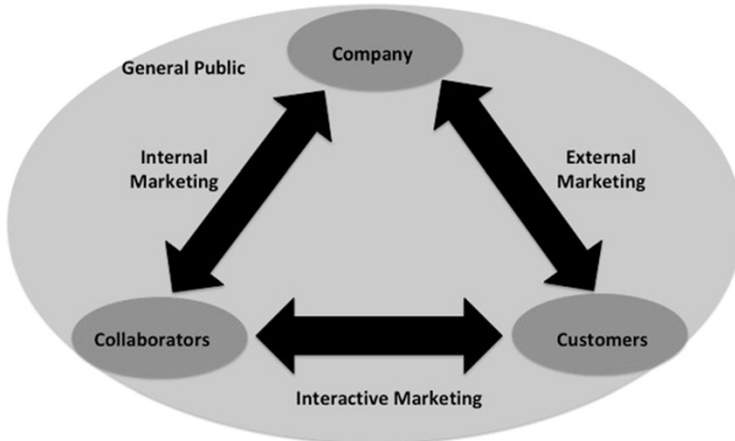 Company
General Public
Internal
Marketing
External
Marketing
Collaborators
Customers
Interactive Marketing